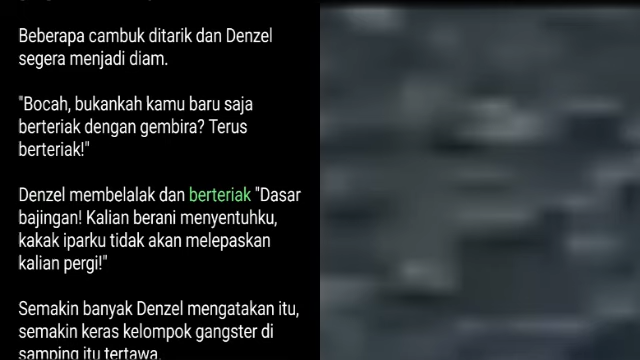 Beberapa cambuk ditarik dan Denzel
segera menjadi diam.
"Bocah, bukankah kamu baru saja
berteriak dengan gembira? Terus
berteriak!"
Denzel membelalak dan berteriak "Dasar
bajingan! Kalian berani menyentuhku,
kakak iparku tidak akan melepaskan
kalian pergi!"
Semakin banyak Denzel mengatakan itu,
semakin keras kelompok gangster di
samping itu tertawa.